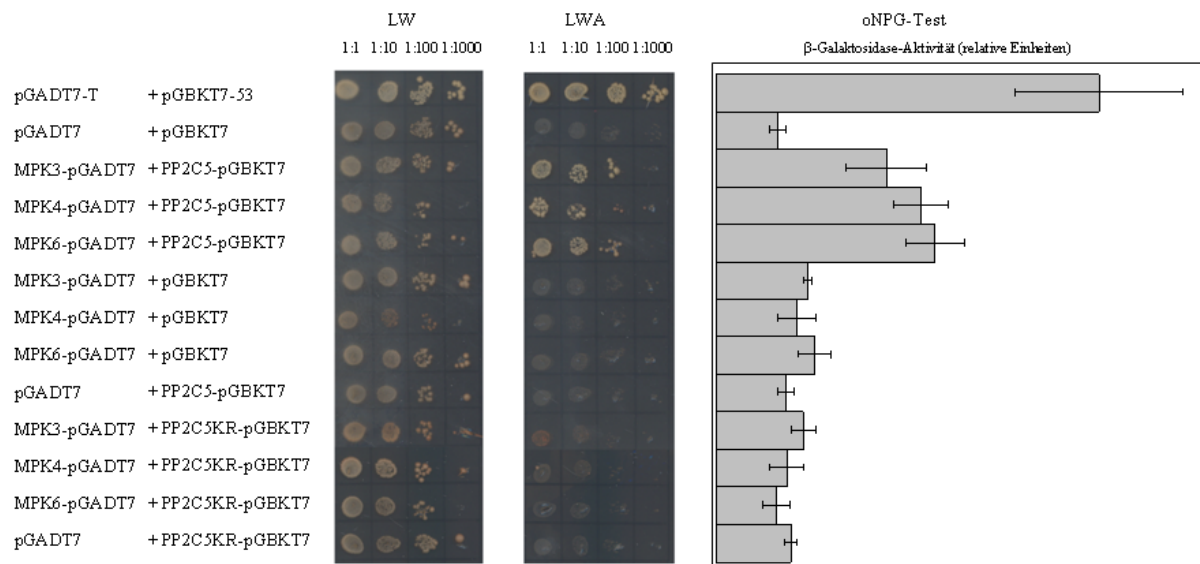 LW LWA oNPG-Test
1:1 1:10 1:100 1:1000 1:1 1:10 1:100 1:1000 β-Galaktosidase-Aktivität (relative Einheiten)
pGADT7-T + pGBKT7-53
pGADT7 + pGBKT7
MPK3-pGADT7 + PP2C5-pGBKT7
MPK4-pGADT7 + PP2C5-pGBKT7
MPK6-pGADT7 + PP2C5-pGBKT7
MPK3-pGADT7 + pGBKT7
MPK4-pGADT7 + pGBKT7
MPK6-pGADT7 + pGBKT7
pGADT7 + PP2C5-pGBKT7
MPK3-pGADT7 + PP2C5KR-pGBKT7
MPK4-pGADT7 + PP2C5KR-pGBKT7
MPK6-pGADT7 + PP2C5KR-pGBKT7
pGADT7 + PP2C5KR-pGBKT7